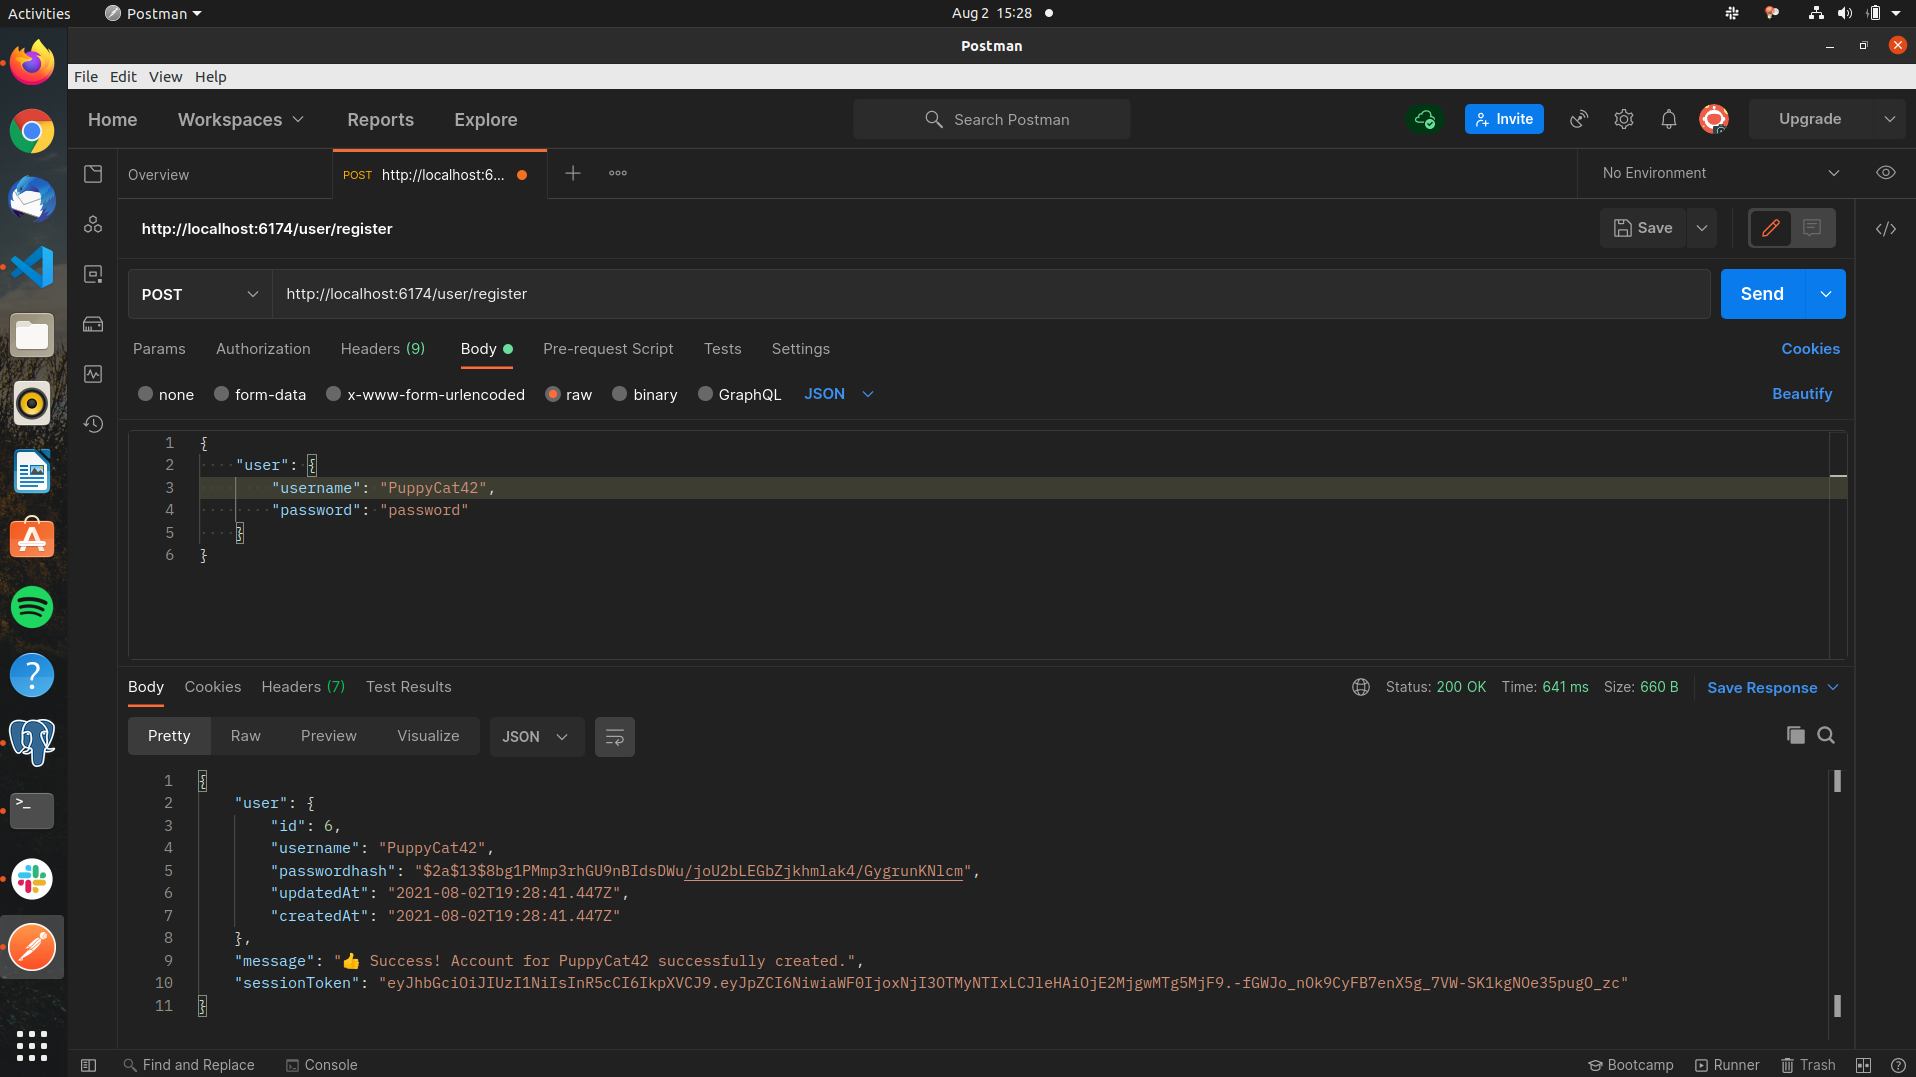 Activities
Postman
Aug 2 15:28
Postman
File Edit View Help
Home Workspaces Reports Explore
Search Postman
Invite
Upgrade
Overview
POST http://localhost:6...
No Environment
http://localhost:6174/user/register
Save
POST http://localhost:6174/user/register
Send
Params Authorization Headers (9) Body Pre-request Script Tests Settings
Cookies
none form-data x-www-form-urlencoded raw binary GraphQL JSON
Beautify
1 {
2 "user": {
3 "username": "PuppyCat42",
4 "password": "password"
5 }
6 }
Body Cookies Headers (7) Test Results
Status: 200 OK Time: 641 ms Size: 660 B
Save Response
Pretty Raw Preview Visualize JSON
1 {
2 "user": {
3 "id": 6,
4 "username": "PuppyCat42",
5 "passwordhash": "$2a$13$8bg1PMmp3rhGU9nBIdsDWu/joU2bLEGbZjkhmlak4/GygrunKNlcm",
6 "updatedAt": "2021-08-02T19:28:41.447Z",
7 "createdAt": "2021-08-02T19:28:41.447Z"
8 },
9 "message": "👍 Success! Account for PuppyCat42 successfully created.",
10 "sessionToken": "eyJhbGciOiJIUzI1NiIsInR5cCI6IkpXVCJ9.eyJpZCI6NiwiaWF0IjoxNjI3OTMyNTIxLCJleHAiOjE2MjgwMTg5MjF9.-fGWJo_nOk9CyFB7enX5g_7VW-SK1kgNOe35pugO_zc"
11 }
Find and Replace Console
Bootcamp Runner Trash